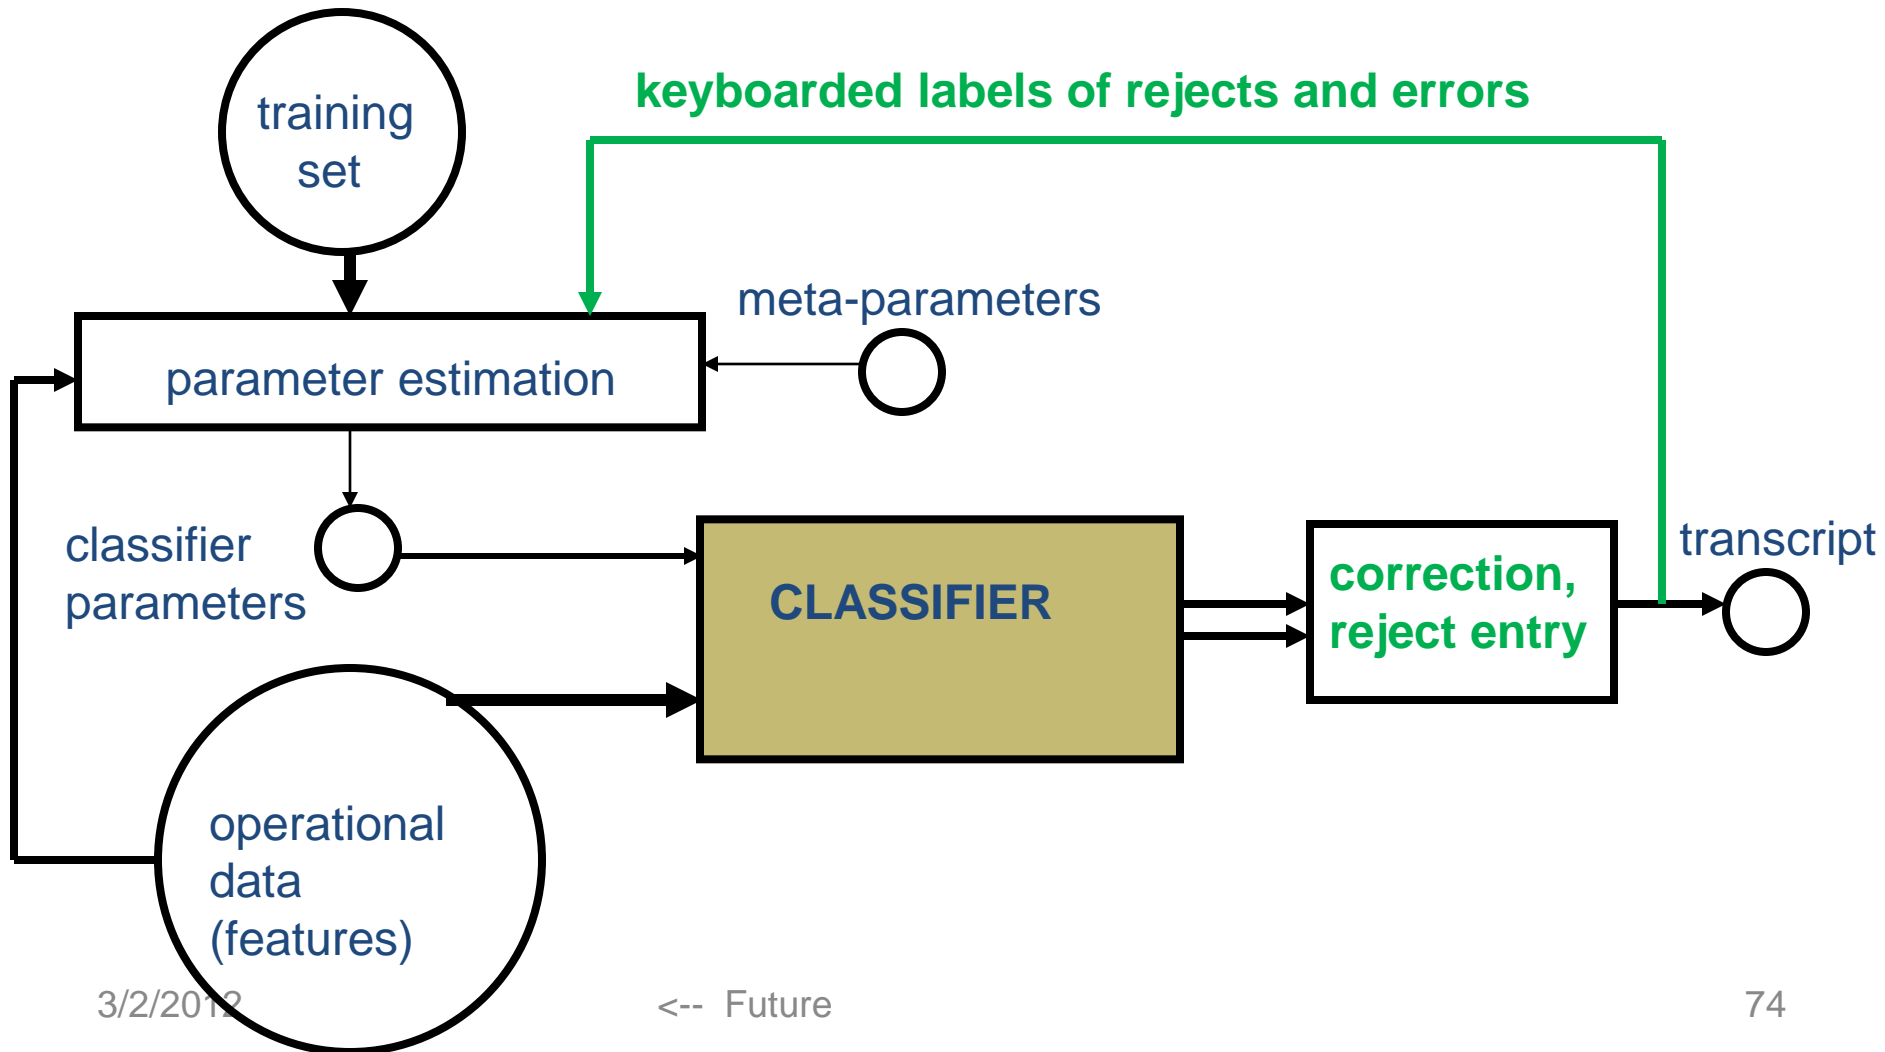 training
set
keyboarded labels of rejects and errors
meta-parameters
parameter estimation
classifier
parameters
CLASSIFIER
correction,
reject entry
transcript
operational
data
(features)
3/2/2012
<-- Future
74